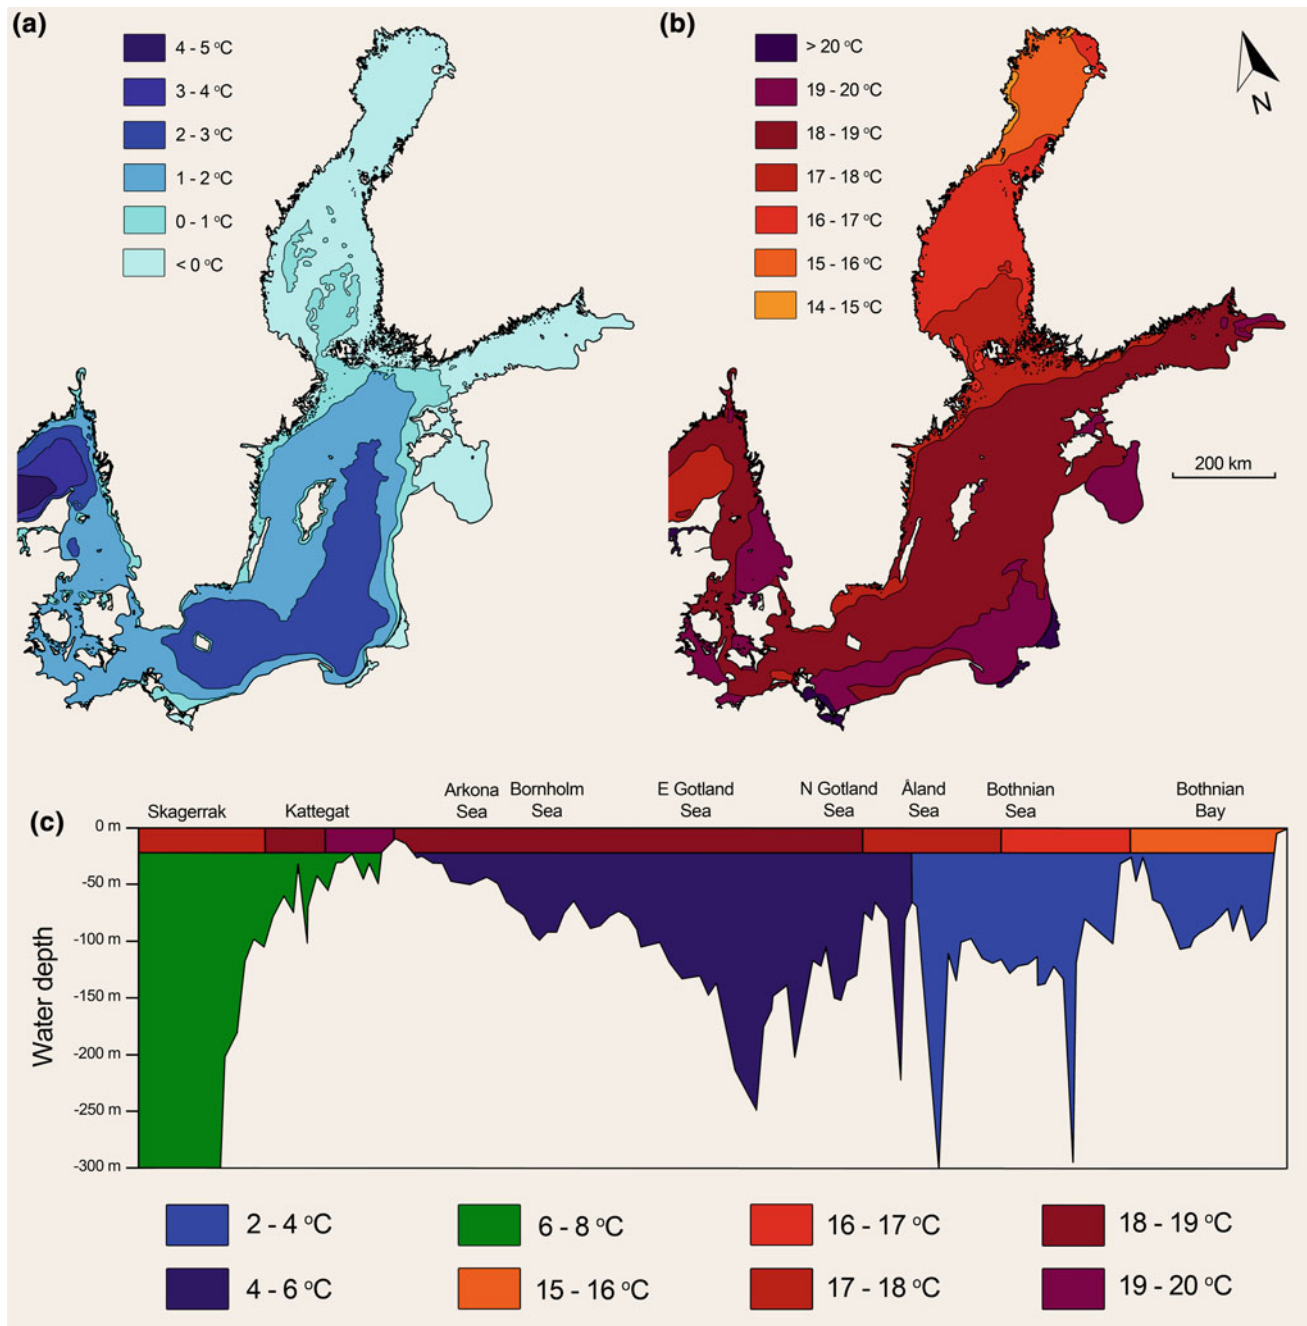 (a)
4 - 5 °C
3 - 4 °C
2 - 3 °C
1 - 2 °C
0 - 1 °C
< 0 °C
(b)
> 20 °C
19 - 20 °C
18 - 19 °C
17 - 18 °C
16 - 17 °C
15 - 16 °C
14 - 15 °C
N
200 km
(c)
Skagerrak
Kattegat
Arkona
Sea
Bornholm
Sea
E Gotland
Sea
N Gotland
Sea
Åland
Sea
Bothnian
Sea
Bothnian
Bay
Water depth
0 m
-50 m
-100 m
-150 m
-200 m
-250 m
-300 m
2 - 4 °C
6 - 8 °C
16 - 17 °C
18 - 19 °C
4 - 6 °C
15 - 16 °C
17 - 18 °C
19 - 20 °C